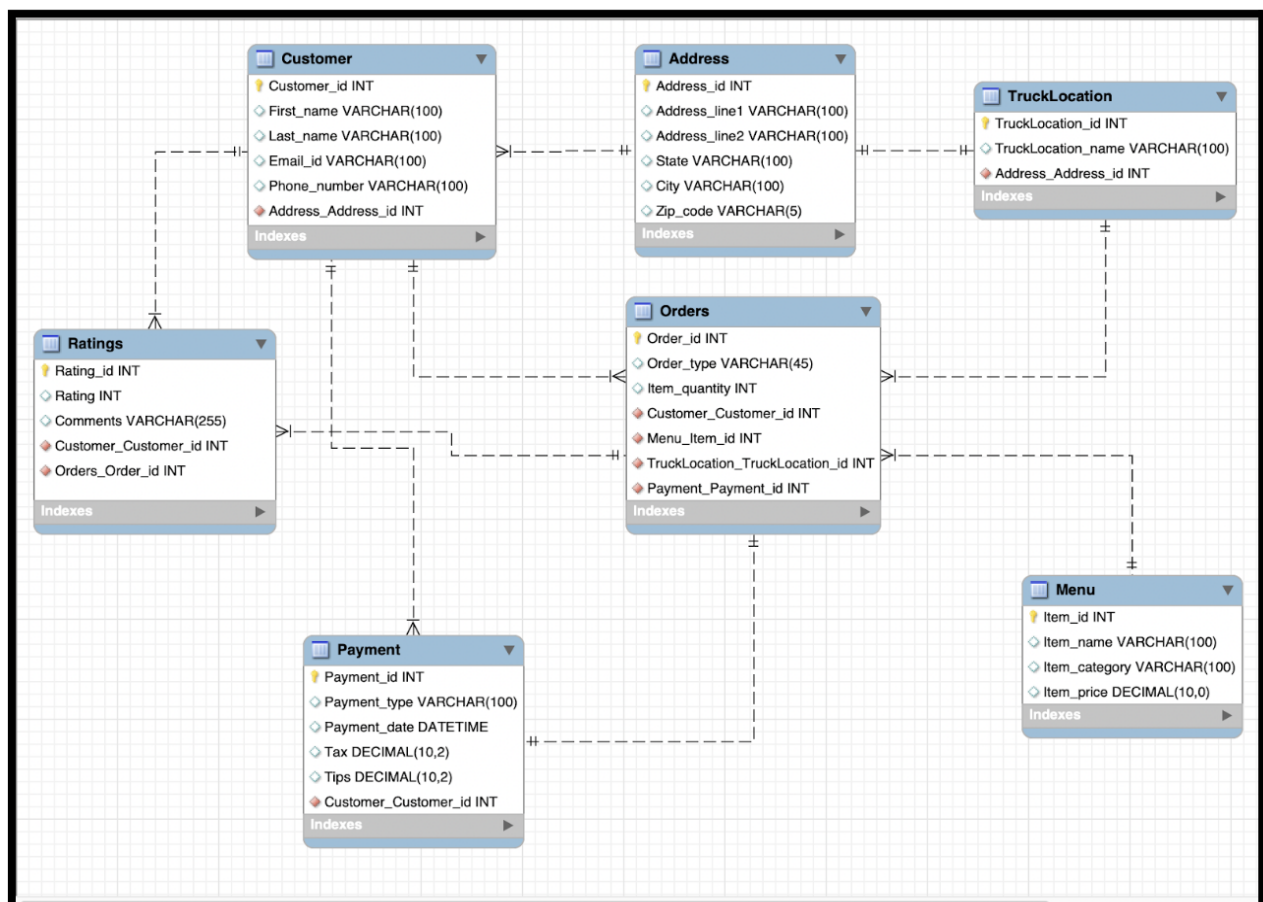 Customer
Customer_id INT
First_name VARCHAR(100)
Last_name VARCHAR(100)
Email_id VARCHAR(100)
Phone_number VARCHAR(100)
Address_Address_id INT
Indexes
Address
Address_id INT
Address_line1 VARCHAR(100)
Address_line2 VARCHAR(100)
State VARCHAR(100)
City VARCHAR(100)
Zip_code VARCHAR(5)
Indexes
TruckLocation
TruckLocation_id INT
TruckLocation_name VARCHAR(100)
Address_Address_id INT
Indexes
Ratings
Rating_id INT
Rating INT
Comments VARCHAR(255)
Customer_Customer_id INT
Orders_Order_id INT
Indexes
Orders
Order_id INT
Order_type VARCHAR(45)
Item_quantity INT
Customer_Customer_id INT
Menu_Item_id INT
TruckLocation_TruckLocation_id INT
Payment_Payment_id INT
Indexes
Payment
Payment_id INT
Payment_type VARCHAR(100)
Payment_date DATETIME
Tax DECIMAL(10,2)
Tips DECIMAL(10,2)
Customer_Customer_id INT
Indexes
Menu
Item_id INT
Item_name VARCHAR(100)
Item_category VARCHAR(100)
Item_price DECIMAL(10,0)
Indexes